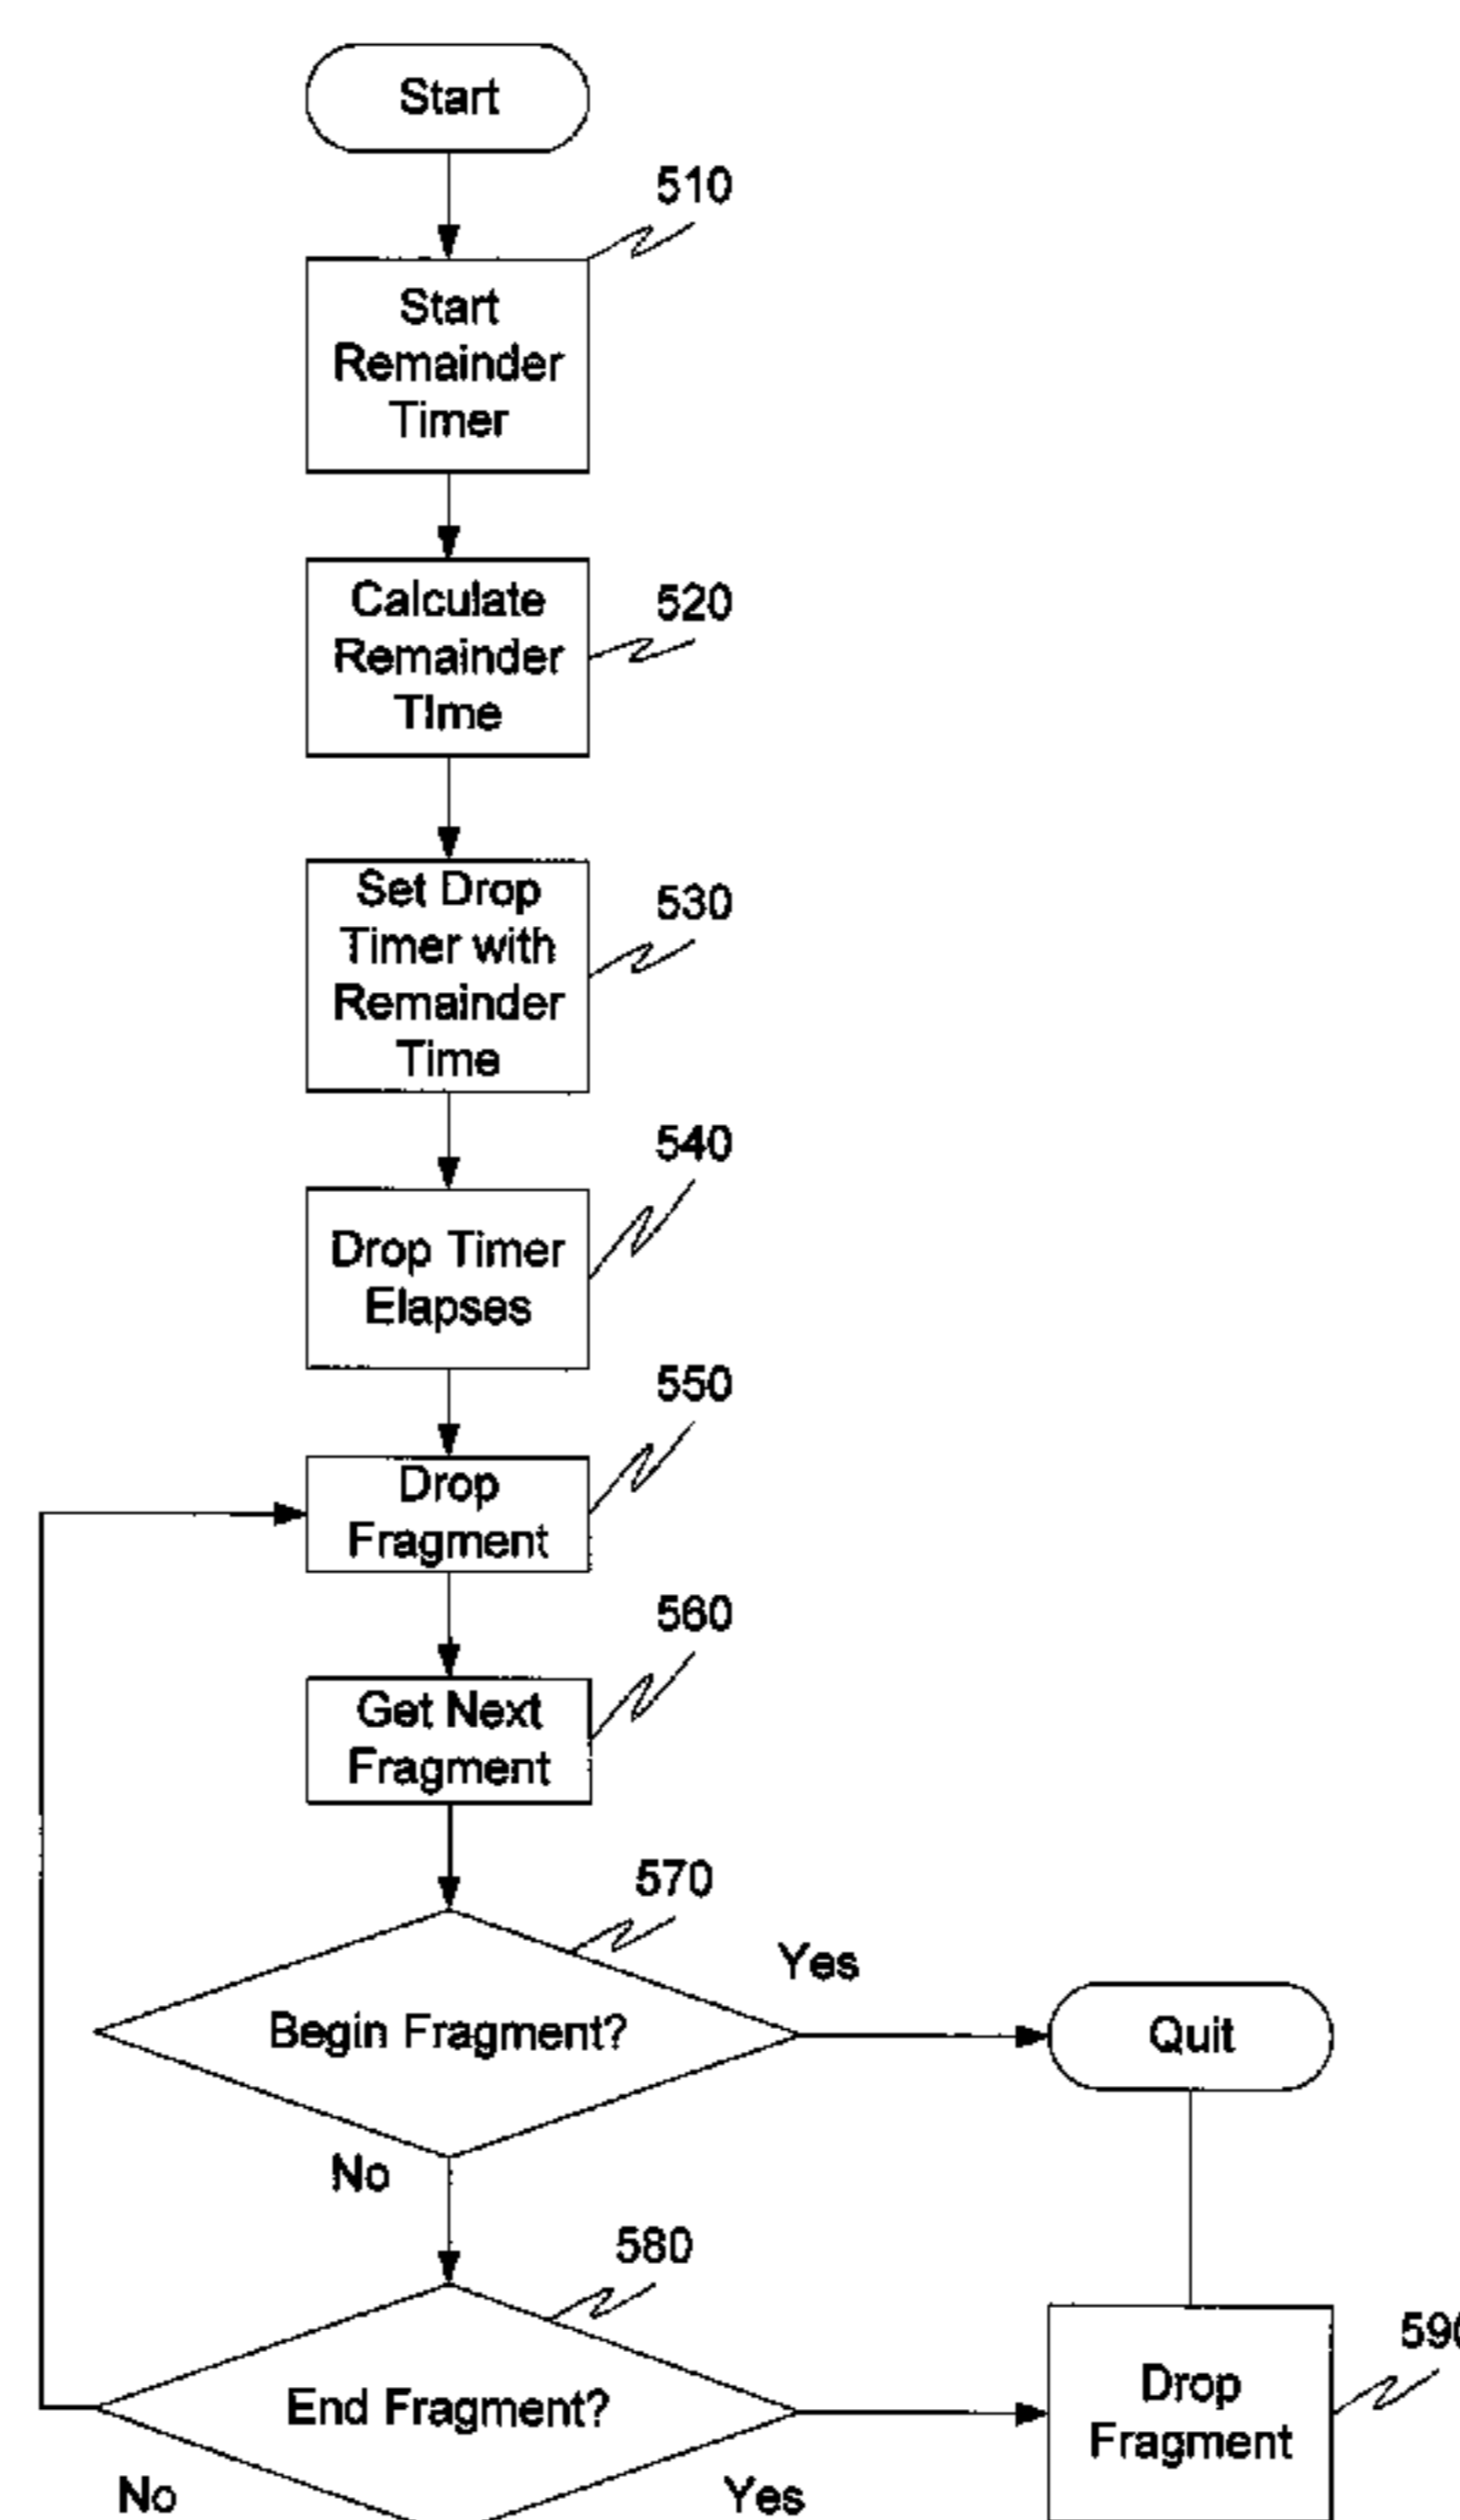 Start
510
Start
Remainder
Timer
Calculate
Remainder
TIme
520
Set Drop
Timer with
Remainder
Time
530
540
Drop Timer
Elapses
550
Drop
Fragment
560
Get Next
Fragment
570
Yes
Begin Fragment?
Quit
No
580
End Fragment?
590
Drop
Fragment
No
Yes